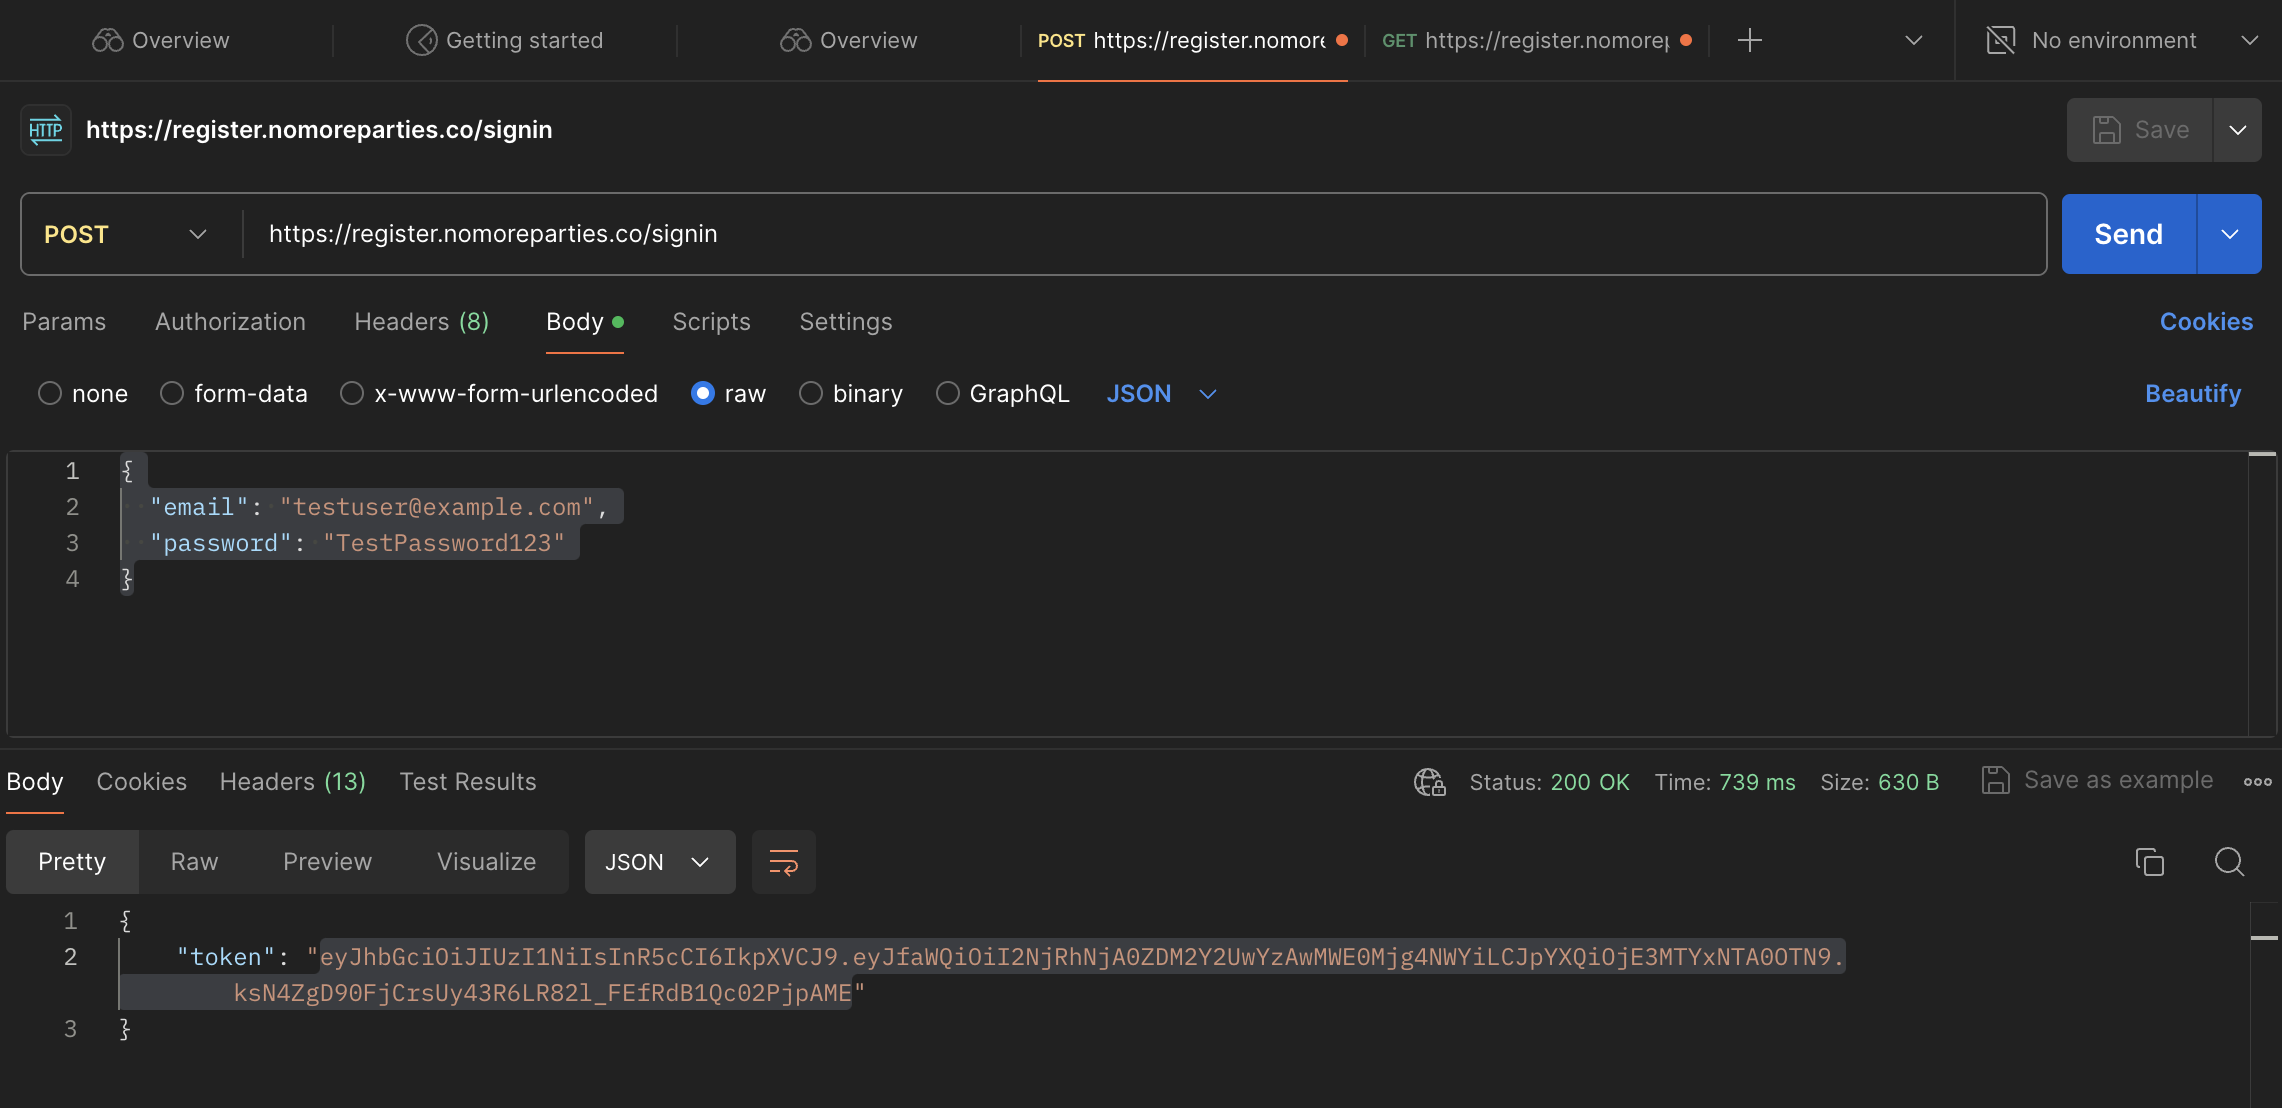 Overview
Getting started
Overview
POST https://register.nomore
GET https://register.nomorep
No environment
HTTP https://register.nomoreparties.co/signin
Save
POST https://register.nomoreparties.co/signin
Send
Params Authorization Headers (8) Body Scripts Settings Cookies
none form-data x-www-form-urlencoded raw binary GraphQL JSON Beautify
1 {
2 "email": "testuser@example.com",
3 "password": "TestPassword123"
4 }
Body Cookies Headers (13) Test Results Status: 200 OK Time: 739 ms Size: 630 B Save as example
Pretty Raw Preview Visualize JSON
1 {
2 "token": "eyJhbGciOiJIUzI1NiIsInR5cCI6IkpXVCJ9.eyJfaWQiOiI2NjRhNjA0ZDM2Y2UwYzAwMWE0Mjg4NWYiLCJpYXQiOjE3MTYxNTA0OTN9.
ksN4ZgD90FjCrsUy43R6LR82l_FEfRdB1Qc02PjpAME"
3 }